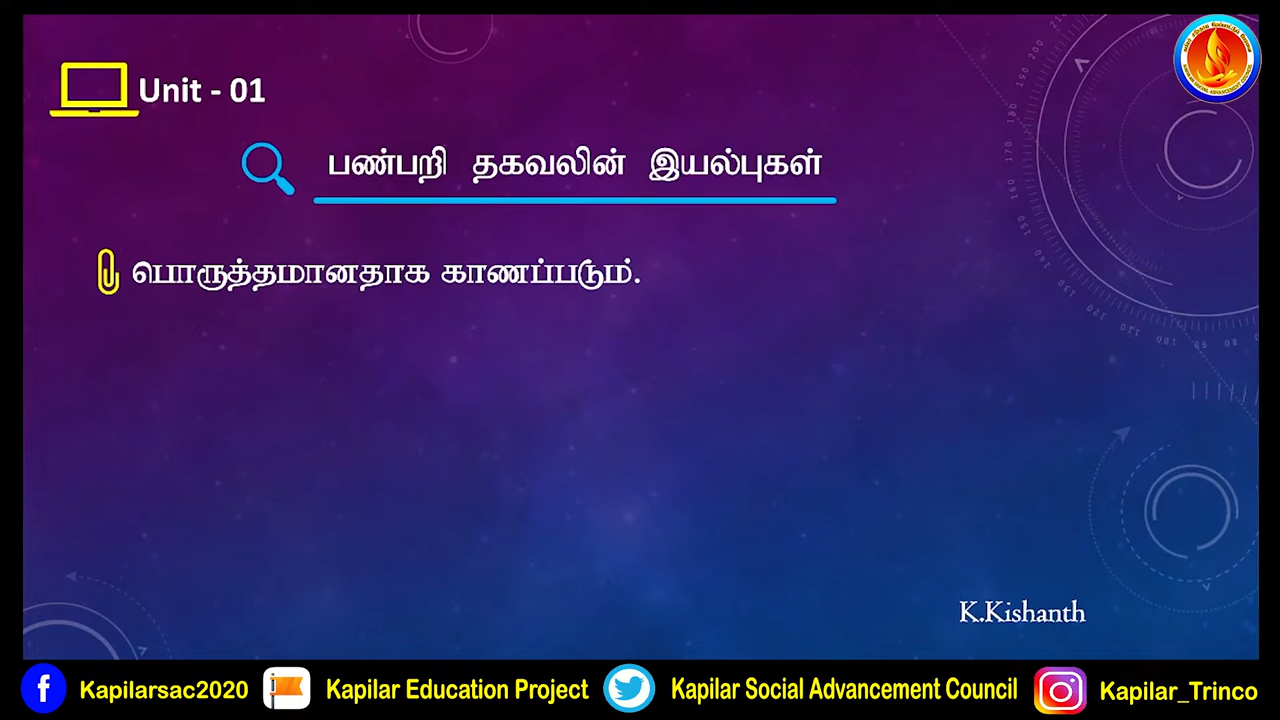 Unit - 01
பண்பறி தகவலின் இயல்புகள்
பொருத்தமானதாக காணப்படும்.
K.Kishanth
Kapilarsac2020
Kapilar Education Project
Kapilar Social Advancement Council
Kapilar_Trinco